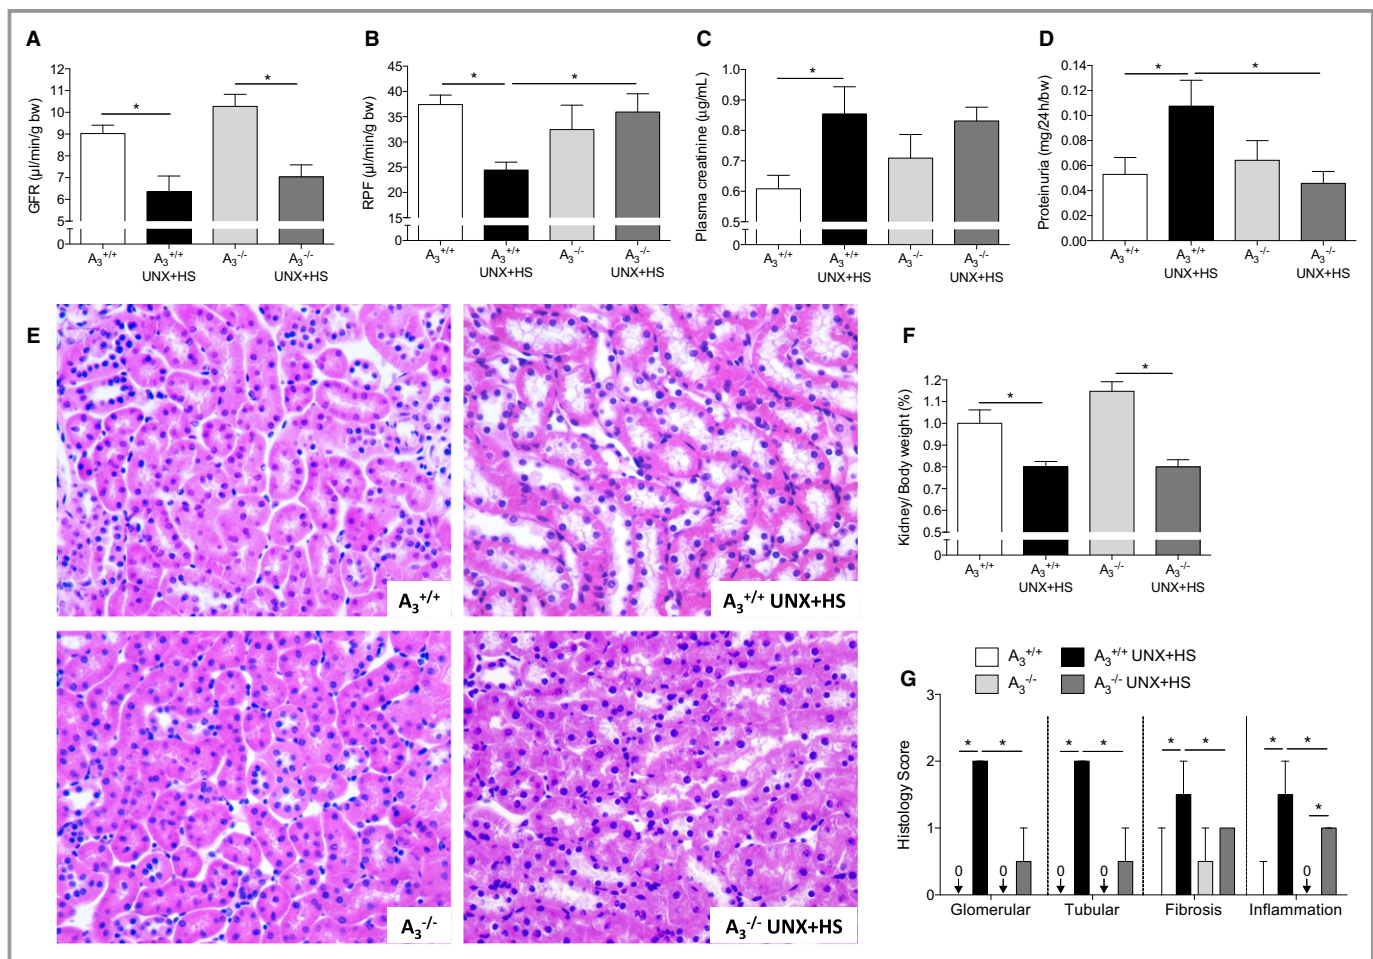 A
GFR (µl/min/g bw)
12
11
10
9
8
7
6
5
0
*
*
A3+/+
A3+/+ UNX+HS
A3-/-
A3-/- UNX+HS
B
RPF (µl/min/g bw)
45
40
35
30
25
20
15
0
*
*
A3+/+
A3+/+ UNX+HS
A3-/-
A3-/- UNX+HS
C
Plasma creatinine (µg/mL)
1.0
0.9
0.8
0.7
0.6
0.5
0
*
A3+/+
A3+/+ UNX+HS
A3-/-
A3-/- UNX+HS
D
Proteinuria (mg/24h/bw)
0.14
0.12
0.10
0.08
0.06
0.04
0.02
0.00
*
*
A3+/+
A3+/+ UNX+HS
A3-/-
A3-/- UNX+HS
E
A3+/+
A3+/+ UNX+HS
A3-/-
A3-/- UNX+HS
F
Kidney/ Body weight (%)
1.2
1.1
1.0
0.9
0.8
0.7
0.6
0.5
0
*
*
A3+/+
A3+/+ UNX+HS
A3-/-
A3-/- UNX+HS
G
A3+/+
A3+/+ UNX+HS
A3-/-
A3-/- UNX+HS
Histology Score
3
2
1
0
* * * * * * * *
*
0 0 0 0 0
Glomerular Tubular Fibrosis Inflammation